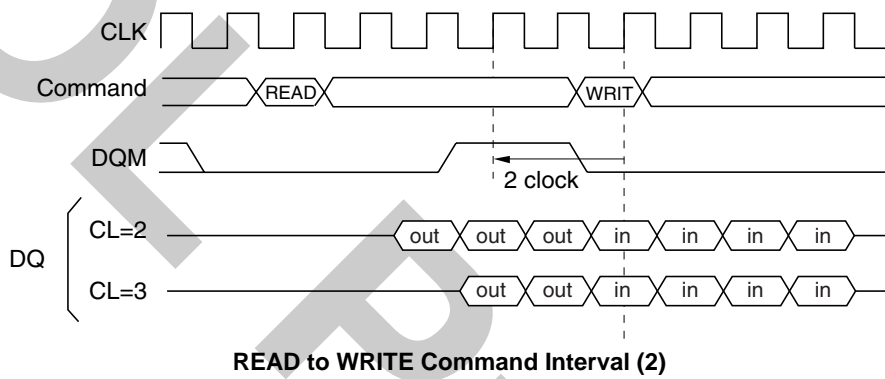 CLK
Command READ WRIT
DQM
2 clock
CL=2 out out out in in in in
DQ
CL=3 out out in in in in
READ to WRITE Command Interval (2)